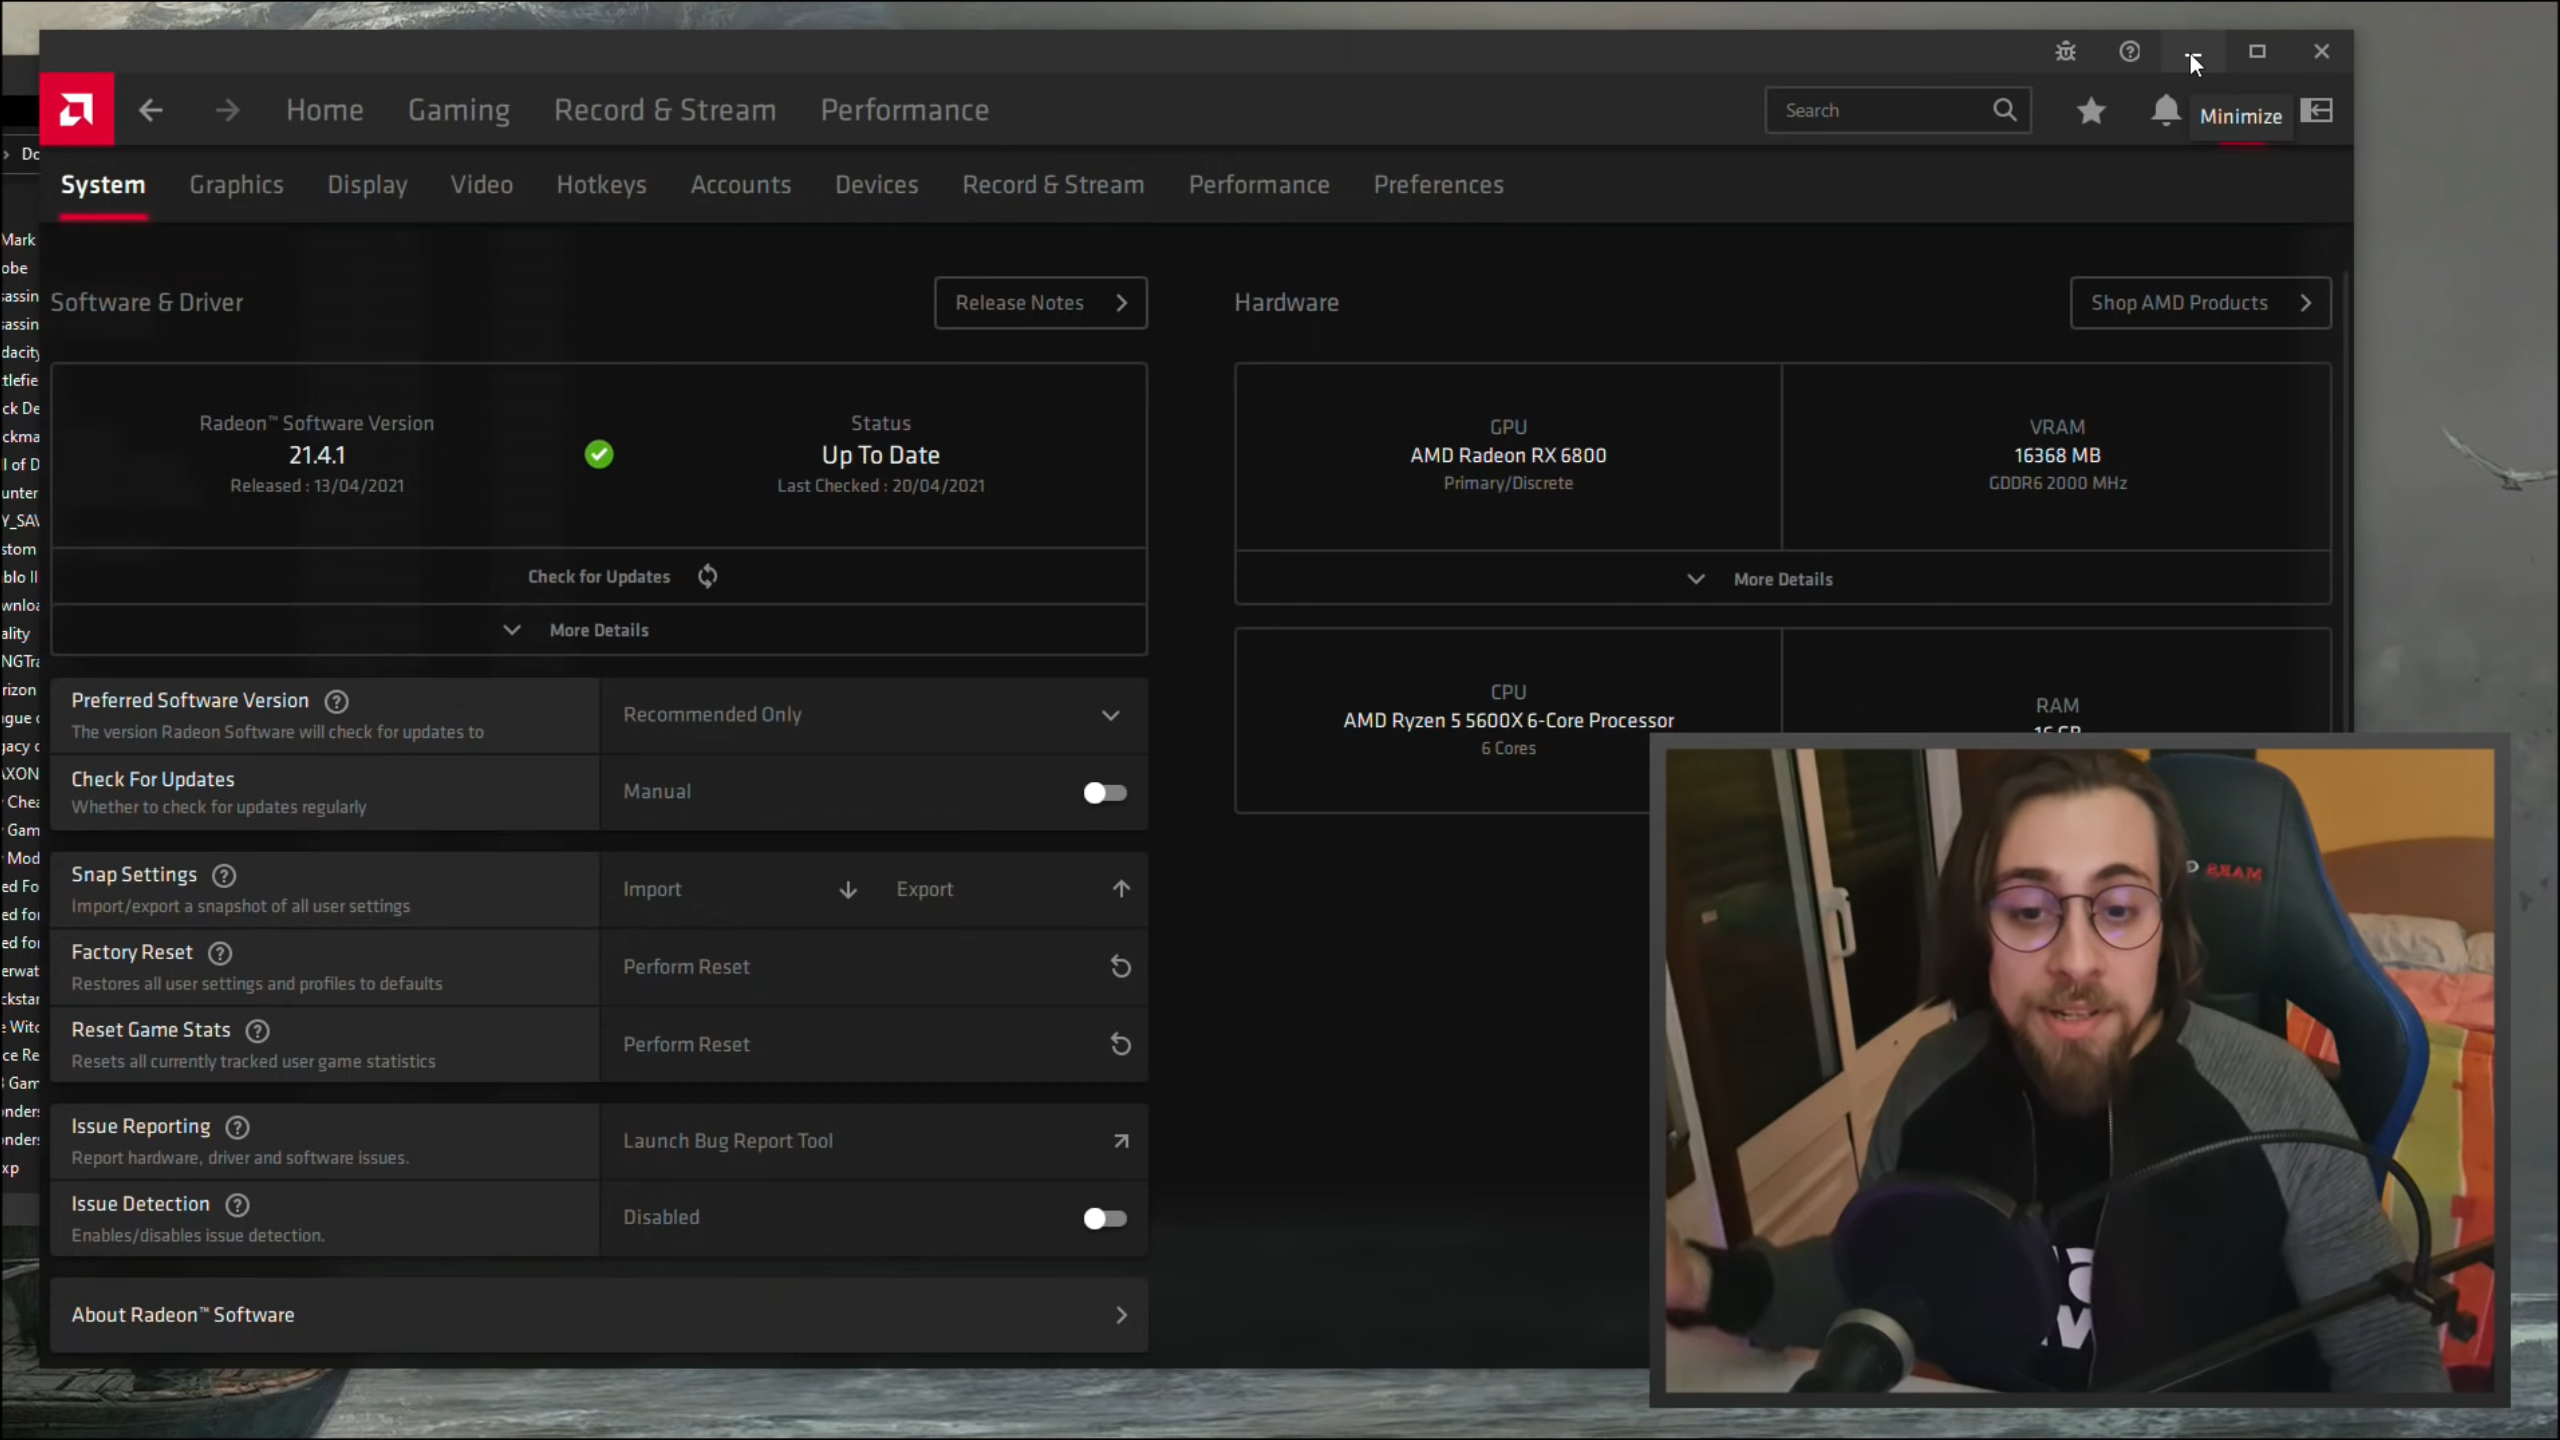 Home Gaming Record & Stream Performance
Search
Minimize
System Graphics Display Video Hotkeys Accounts Devices Record & Stream Performance Preferences
Software & Driver
Release Notes
Radeon™ Software Version
21.4.1
Released : 13/04/2021
Status
Up To Date
Last Checked : 20/04/2021
Check for Updates
More Details
Preferred Software Version
The version Radeon Software will check for updates to
Recommended Only
Check For Updates
Whether to check for updates regularly
Manual
Snap Settings
Import/export a snapshot of all user settings
Import
Export
Factory Reset
Restores all user settings and profiles to defaults
Perform Reset
Reset Game Stats
Resets all currently tracked user game statistics
Perform Reset
Issue Reporting
Report hardware, driver and software issues.
Launch Bug Report Tool
Issue Detection
Enables/disables issue detection.
Disabled
About Radeon™ Software
Hardware
Shop AMD Products
GPU
AMD Radeon RX 6800
Primary/Discrete
VRAM
16368 MB
GDDR6 2000 MHz
More Details
CPU
AMD Ryzen 5 5600X 6-Core Processor
6 Cores
RAM
16 GB
MARS